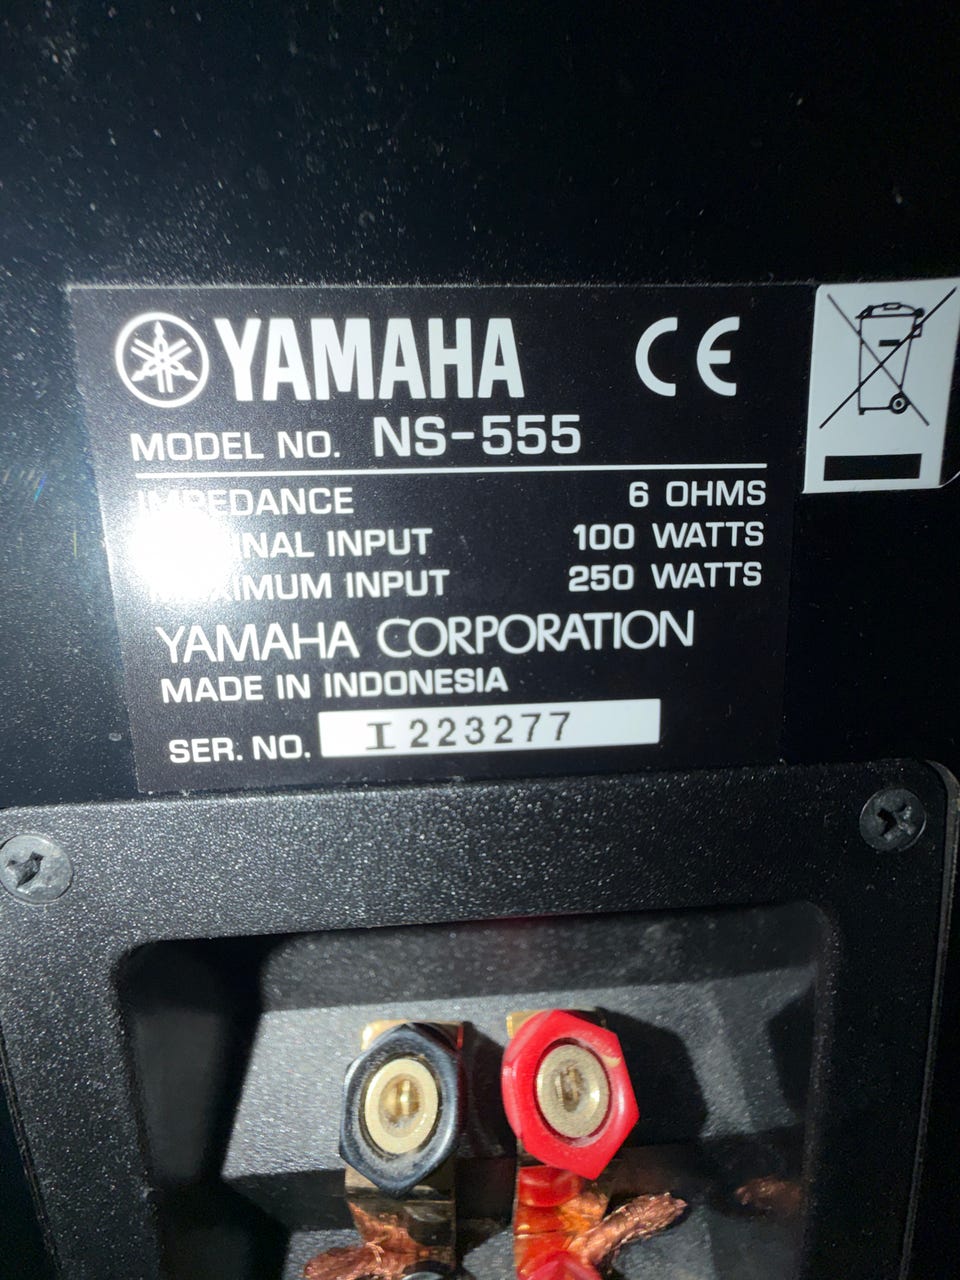 YAMAHA CE
MODEL NO. NS-555
IMPEDANCE 6 OHMS
INPUT 100 WATTS
MAXIMUM INPUT 250 WATTS
YAMAHA CORPORATION
MADE IN INDONESIA
SER. NO. I 223277